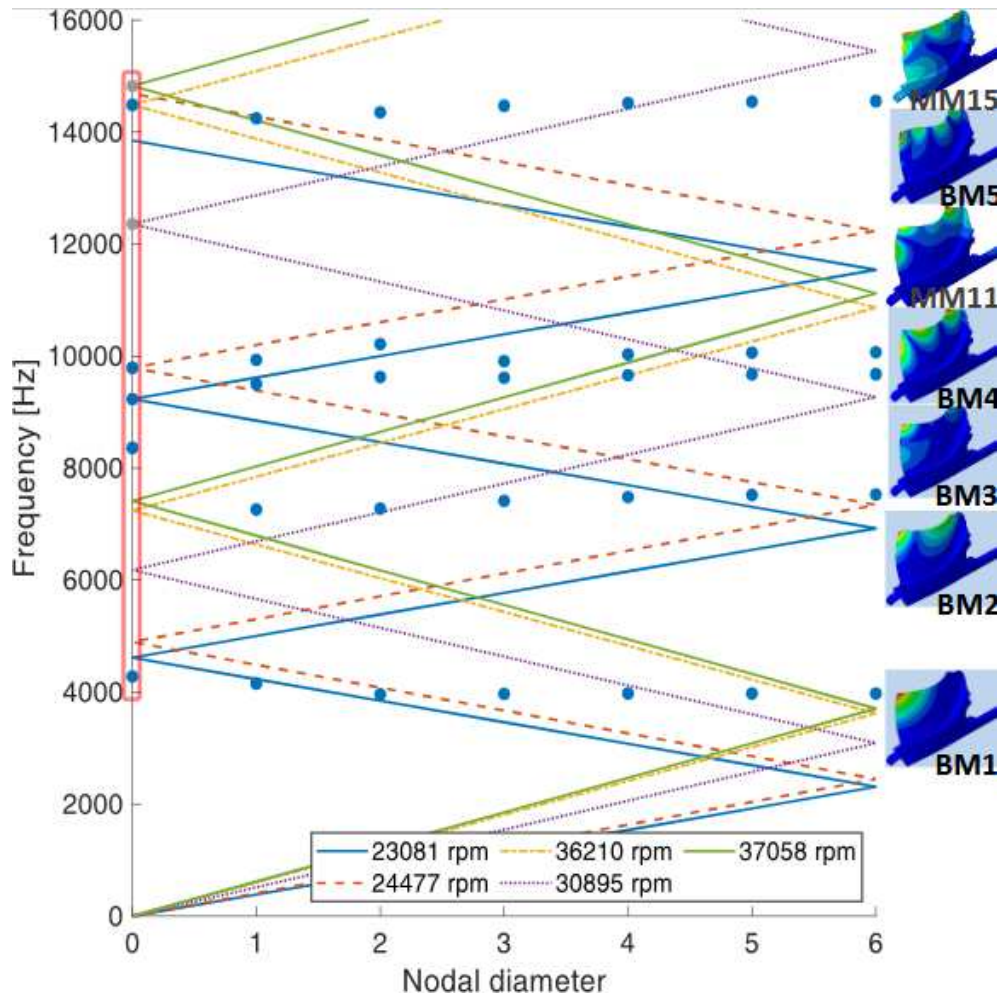 16000
14000
12000
10000
8000
6000
4000
2000
0
Frequency [Hz]
0 1 2 3 4 5 6
Nodal diameter
23081 rpm 36210 rpm 37058 rpm
24477 rpm 30895 rpm
MM15
BM5
MM11
BM4
BM3
BM2
BM1